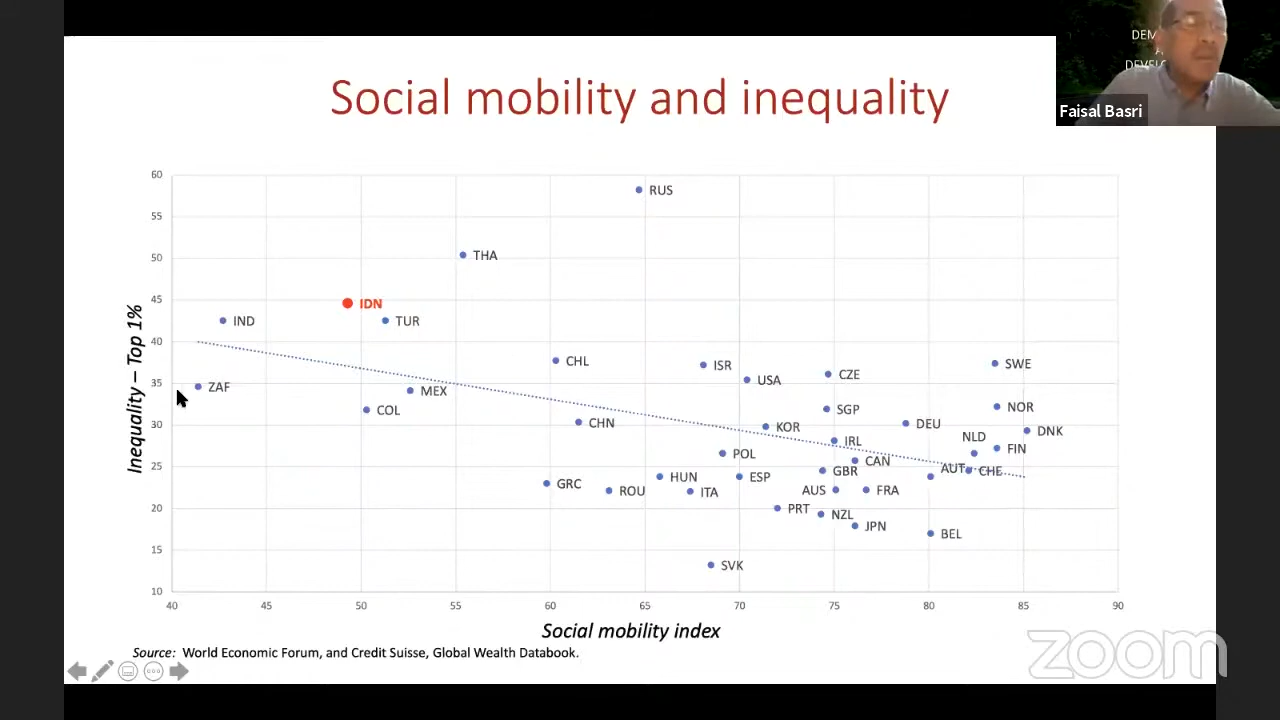 DEM
DEVELO
Faisal Basri
Social mobility and inequality
60
55
50
45
40
35
30
25
20
15
10
Inequality – Top 1%
RUS
THA
IDN
IND
TUR
CHL
ISR
USA
CZE
SWE
ZAF
MEX
COL
CHN
KOR
SGP
DEU
NOR
DNK
IRL
NLD
FIN
POL
CAN
AUT
CHE
GBR
GRC
ROU
HUN
ITA
ESP
AUS
FRA
PRT
NZL
JPN
BEL
SVK
40 45 50 55 60 65 70 75 80 85 90
Social mobility index
Source: World Economic Forum, and Credit Suisse, Global Wealth Databook.
zoom